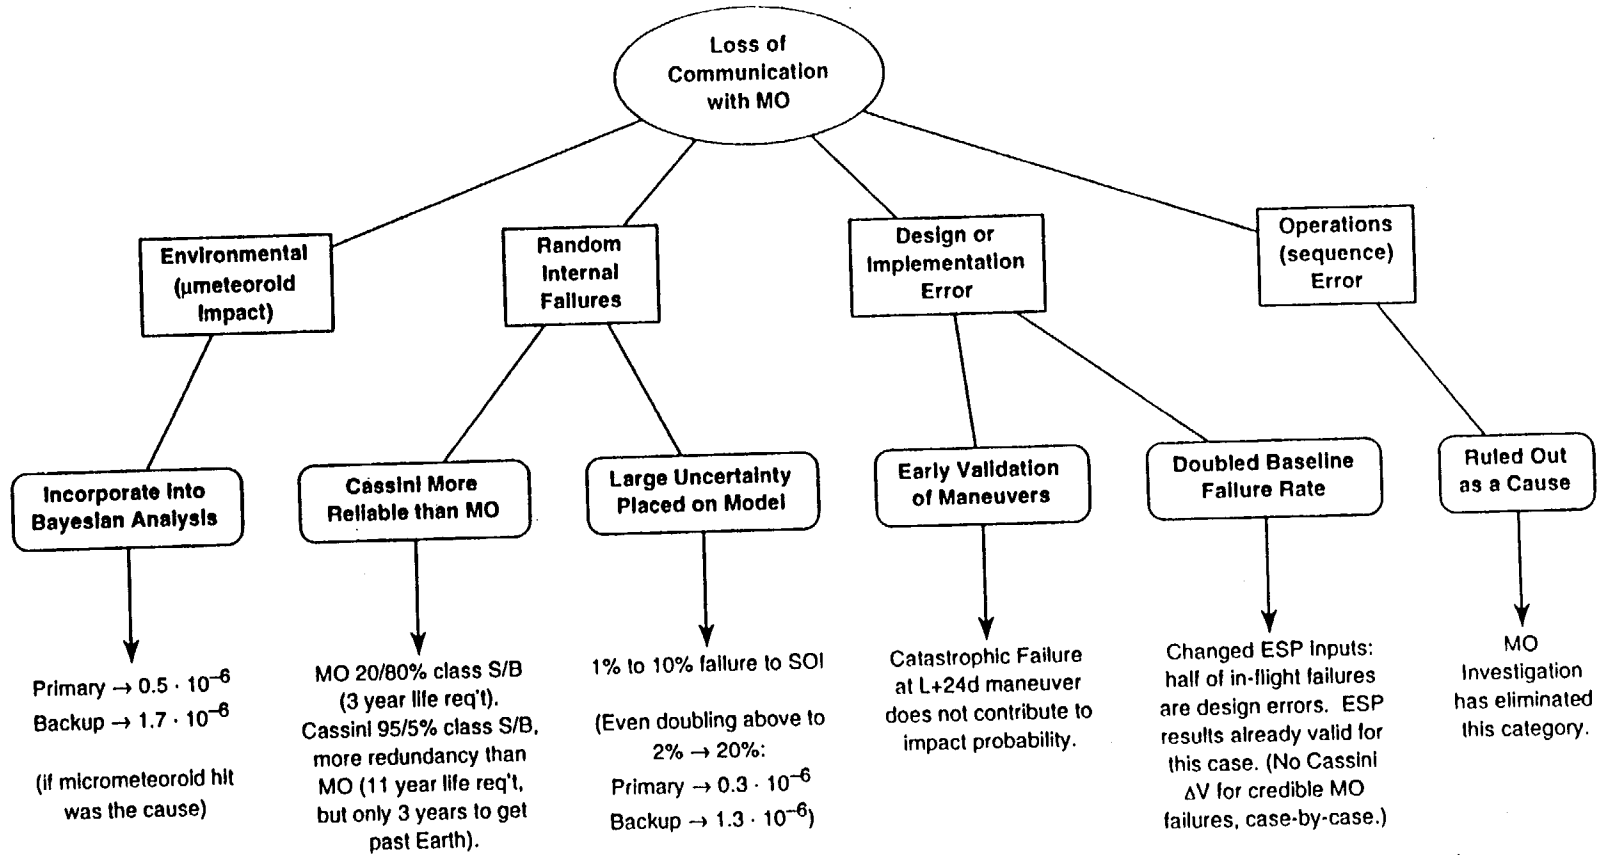 Loss of
Communication
with MO
Environmental
(μmeteoroid
Impact)
Random
Internal
Failures
Design or
Implementation
Error
Operations
(sequence)
Error
Incorporate into
Bayesian Analysis
Cassini More
Reliable than MO
Large Uncertainty
Placed on Model
Early Validation
of Maneuvers
Doubled Baseline
Failure Rate
Ruled Out
as a Cause
Primary → 0.5 · 10⁻⁶
Backup → 1.7 · 10⁻⁶
(if micrometeoroid hit
was the cause)
MO 20/80% class S/B
(3 year life req't).
Cassini 95/5% class S/B,
more redundancy than
MO (11 year life req't,
but only 3 years to get
past Earth).
1% to 10% failure to SOI
(Even doubling above to
2% → 20%:
Primary → 0.3 · 10⁻⁶
Backup → 1.3 · 10⁻⁶)
Catastrophic Failure
at L+24d maneuver
does not contribute to
impact probability.
Changed ESP inputs:
half of in-flight failures
are design errors. ESP
results already valid for
this case. (No Cassini
ΔV for credible MO
failures, case-by-case.)
MO
Investigation
has eliminated
this category.